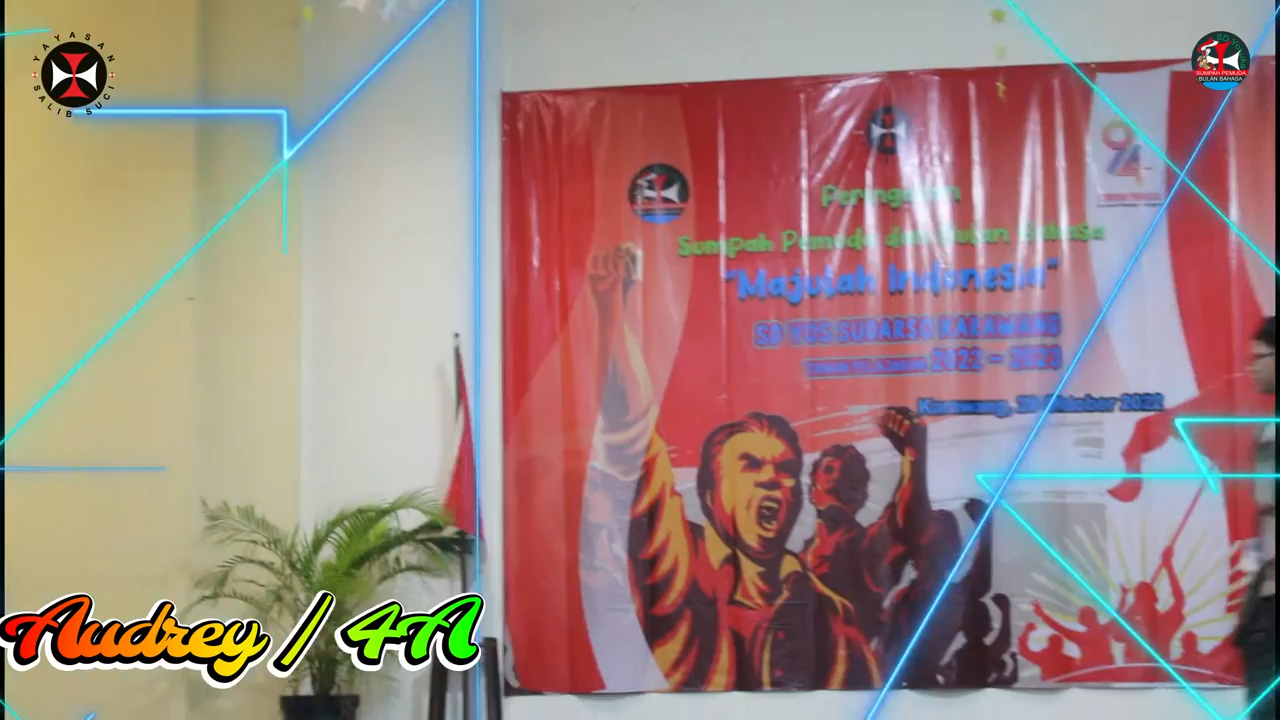 YAYASAN
SALIB SUCI
SUMPAH PEMUDA
BULAN BAHASA
94
Peringatan
Sumpah Pemuda dan Bulan Bahasa
"Majulah Indonesia"
SD YOS SUDARSO KARAWANG
TAHUN PELAJARAN 2022 - 2023
Karawang, 28 Oktober 2022
Audrey / 4A